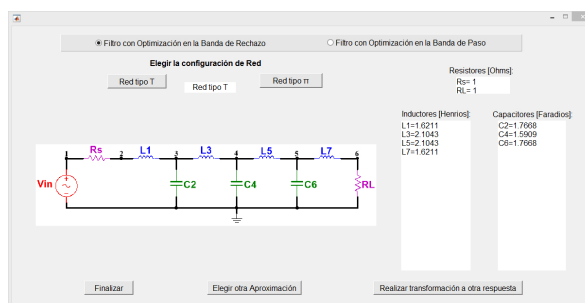 Filtro con Optimización en la Banda de Rechazo
Filtro con Optimización en la Banda de Paso
Elegir la configuración de Red
Red tipo T
Red tipo T
Red tipo π
Resistores [Ohms]:
Rs= 1
RL= 1
Inductores [Henrios]:
L1=1.6211
L3=2.1043
L5=2.1043
L7=1.6211
Capacitores [Faradios]:
C2=1.7668
C4=1.5909
C6=1.7668
Rs 2 L1 3 L3 4 L5 5 L7 6
Vin C2 C4 C6 RL
Finalizar
Elegir otra Aproximación
Realizar transformación a otra respuesta